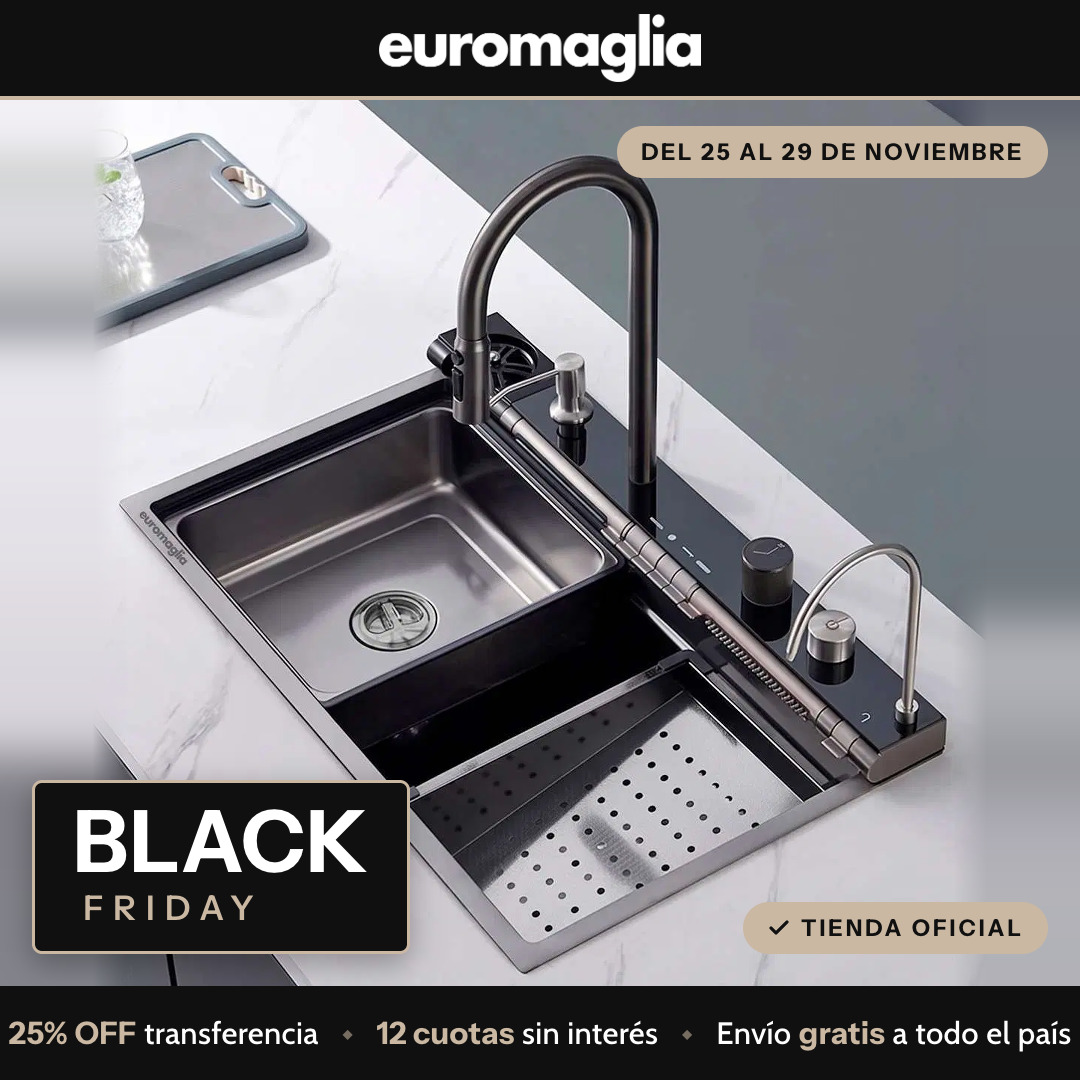 euromaglia
DEL 25 AL 29 DE NOVIEMBRE
euromaglia
BLACK
FRIDAY
TIENDA OFICIAL
25% OFF transferencia ◆ 12 cuotas sin interés ◆ Envío gratis a todo el país